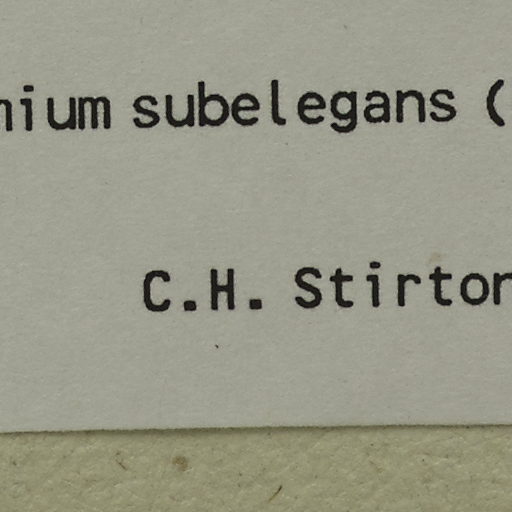 nium subelegans (
C.H. Stirton